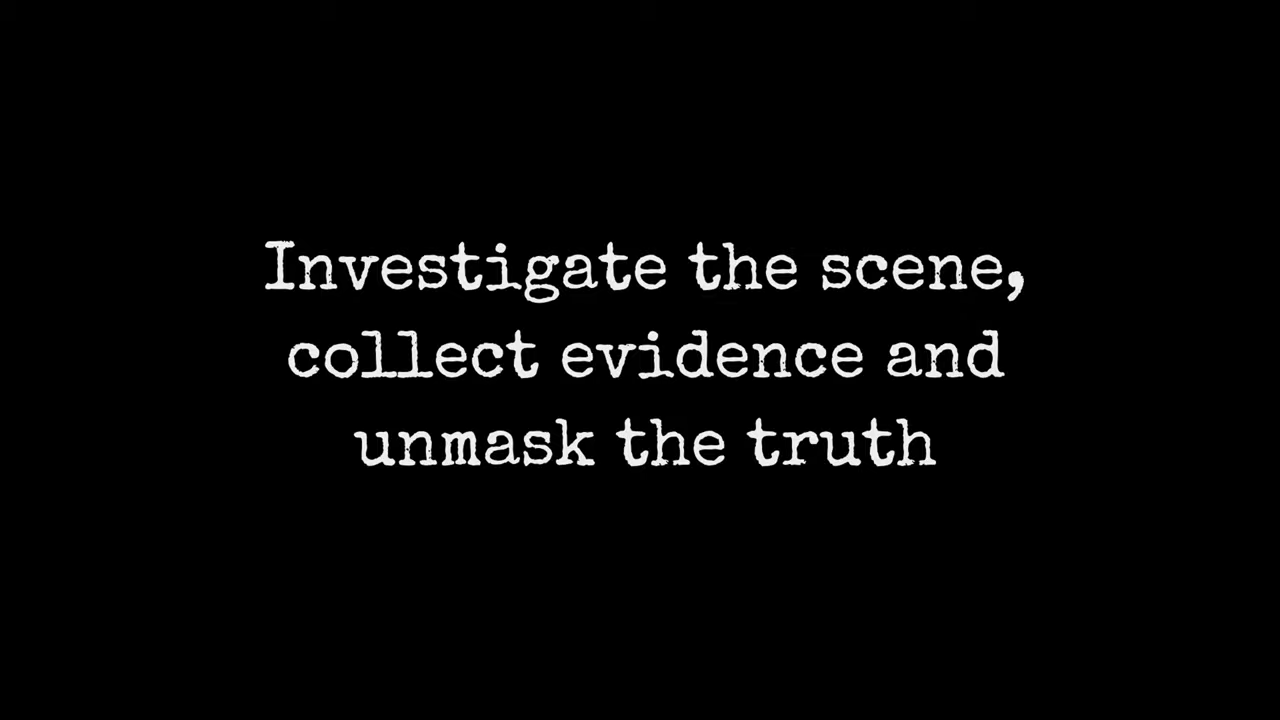 Investigate the scene,
collect evidence and
unmask the truth